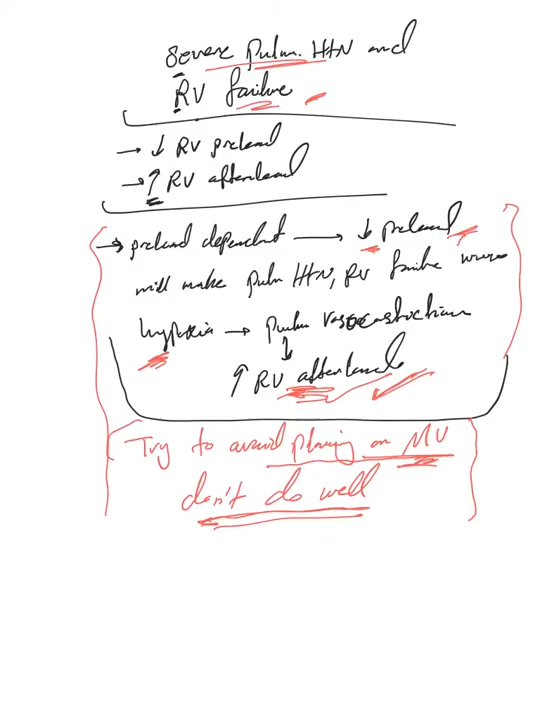 Severe pulm. HTN and
RV failure
→ ↓ RV preload
→ ↑ RV afterload
→ preload dependent → ↓ preload
will make pulm HTN, RV failure worse
hypoxia → pulm vasoconstriction
↓
↑ RV afterload
Try to avoid placing on MV
don't do well